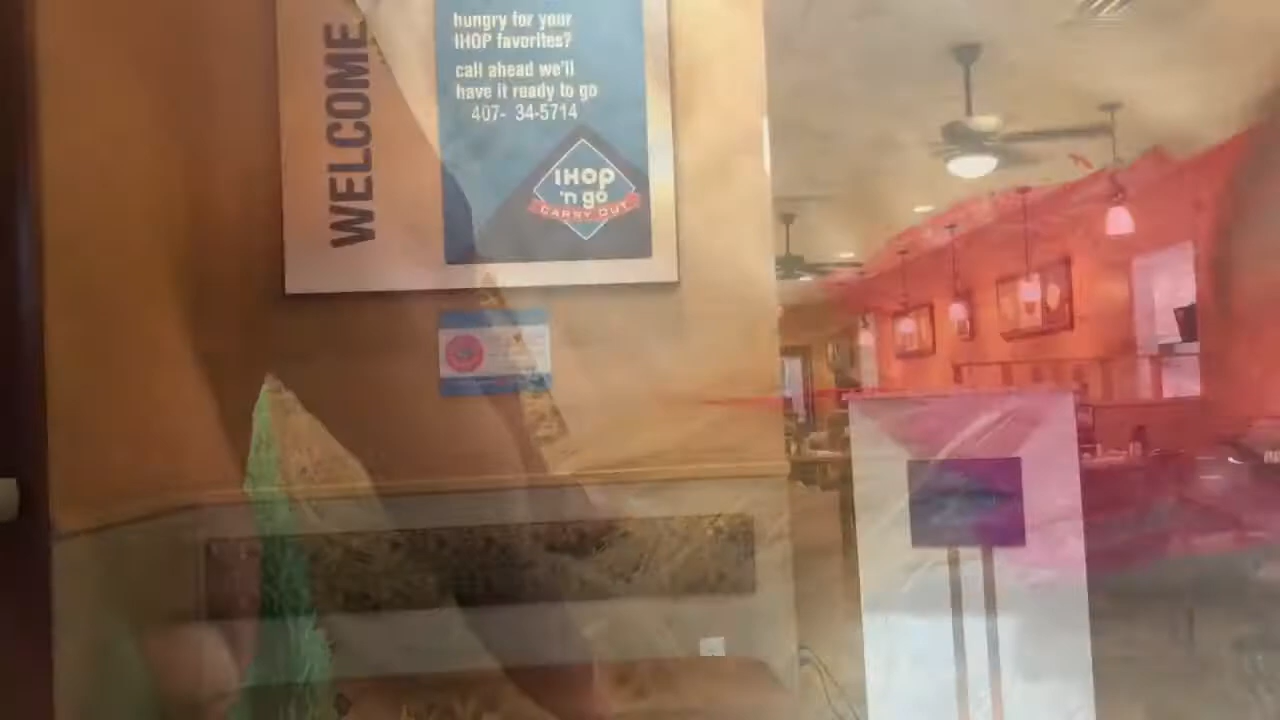 WELCOME
hungry for your
IHOP favorites?
call ahead we'll
have it ready to go
407- 34-5714
IHOP
'n go
CARRY OUT